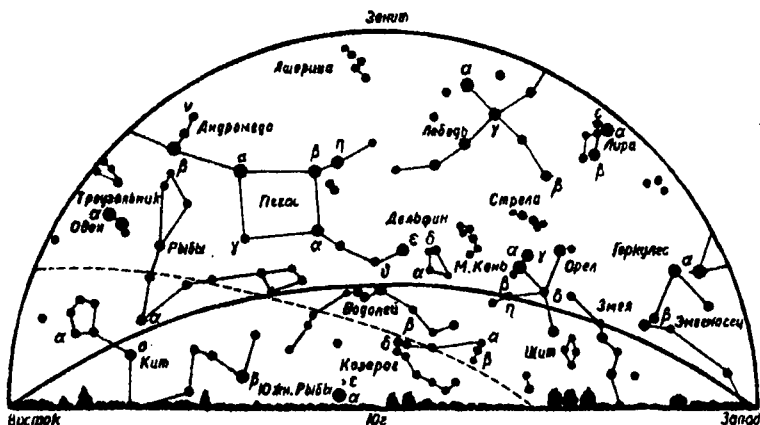 Зенит
Ящерица
α
ν
Андромеда
γ
Лебедь
ε
α
Лира
β
α
β
η
β
β
Треугольник
α
Овен
Пегас
Стрела
Рыбы
γ
α
Дельфин
ε
δ
α
γ
Орел
Геркулес
α
ϑ
α
М. Конь
β
α
Водолей
η
δ
Змея
β
Змееносец
α
ο
Кит
β
δ
α
β
Козерог
Щит
β
Южн. Рыбы
ε
α
Восток
Юг
Запад